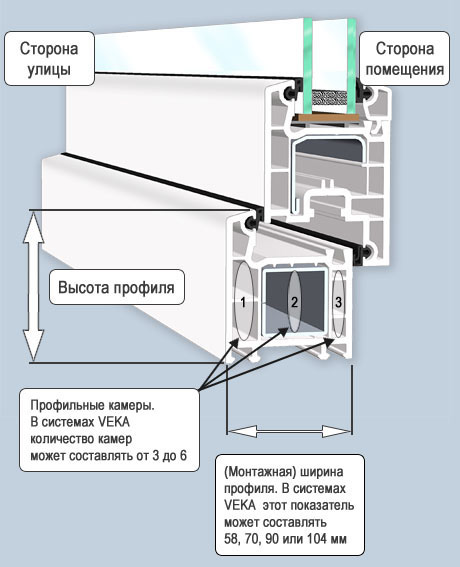 Сторона
улицы
Сторона
помещения
Высота профиля
1
2
3
Профильные камеры.
В системах VEKA
количество камер
может составлять от 3 до 6
(Монтажная) ширина
профиля. В системах
VEKA этот показатель
может составлять
58, 70, 90 или 104 мм